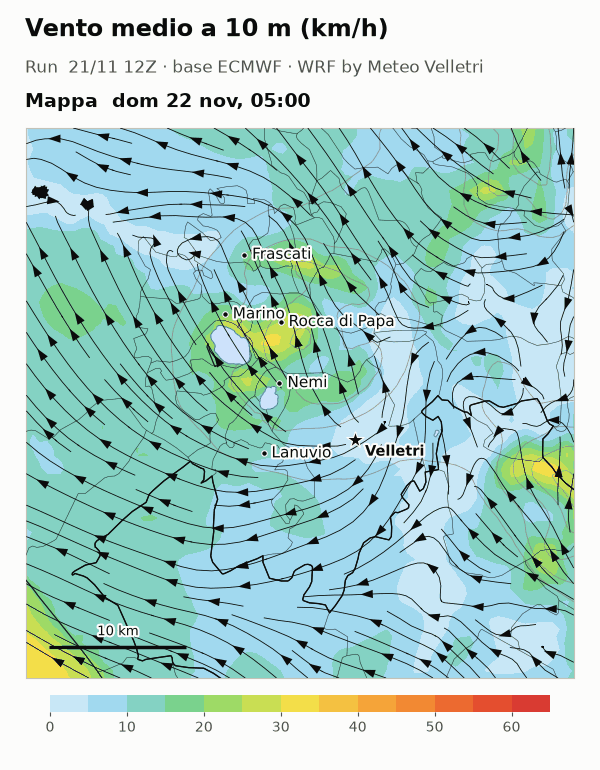 Vento medio a 10 m (km/h)
Run  21/11 12Z · base ECMWF · WRF by Meteo Velletri
Mappa  dom 22 nov, 05:00
Frascati
Marino
Rocca di Papa
Nemi
Velletri
Lanuvio
10 km
0 10 20 30 40 50 60